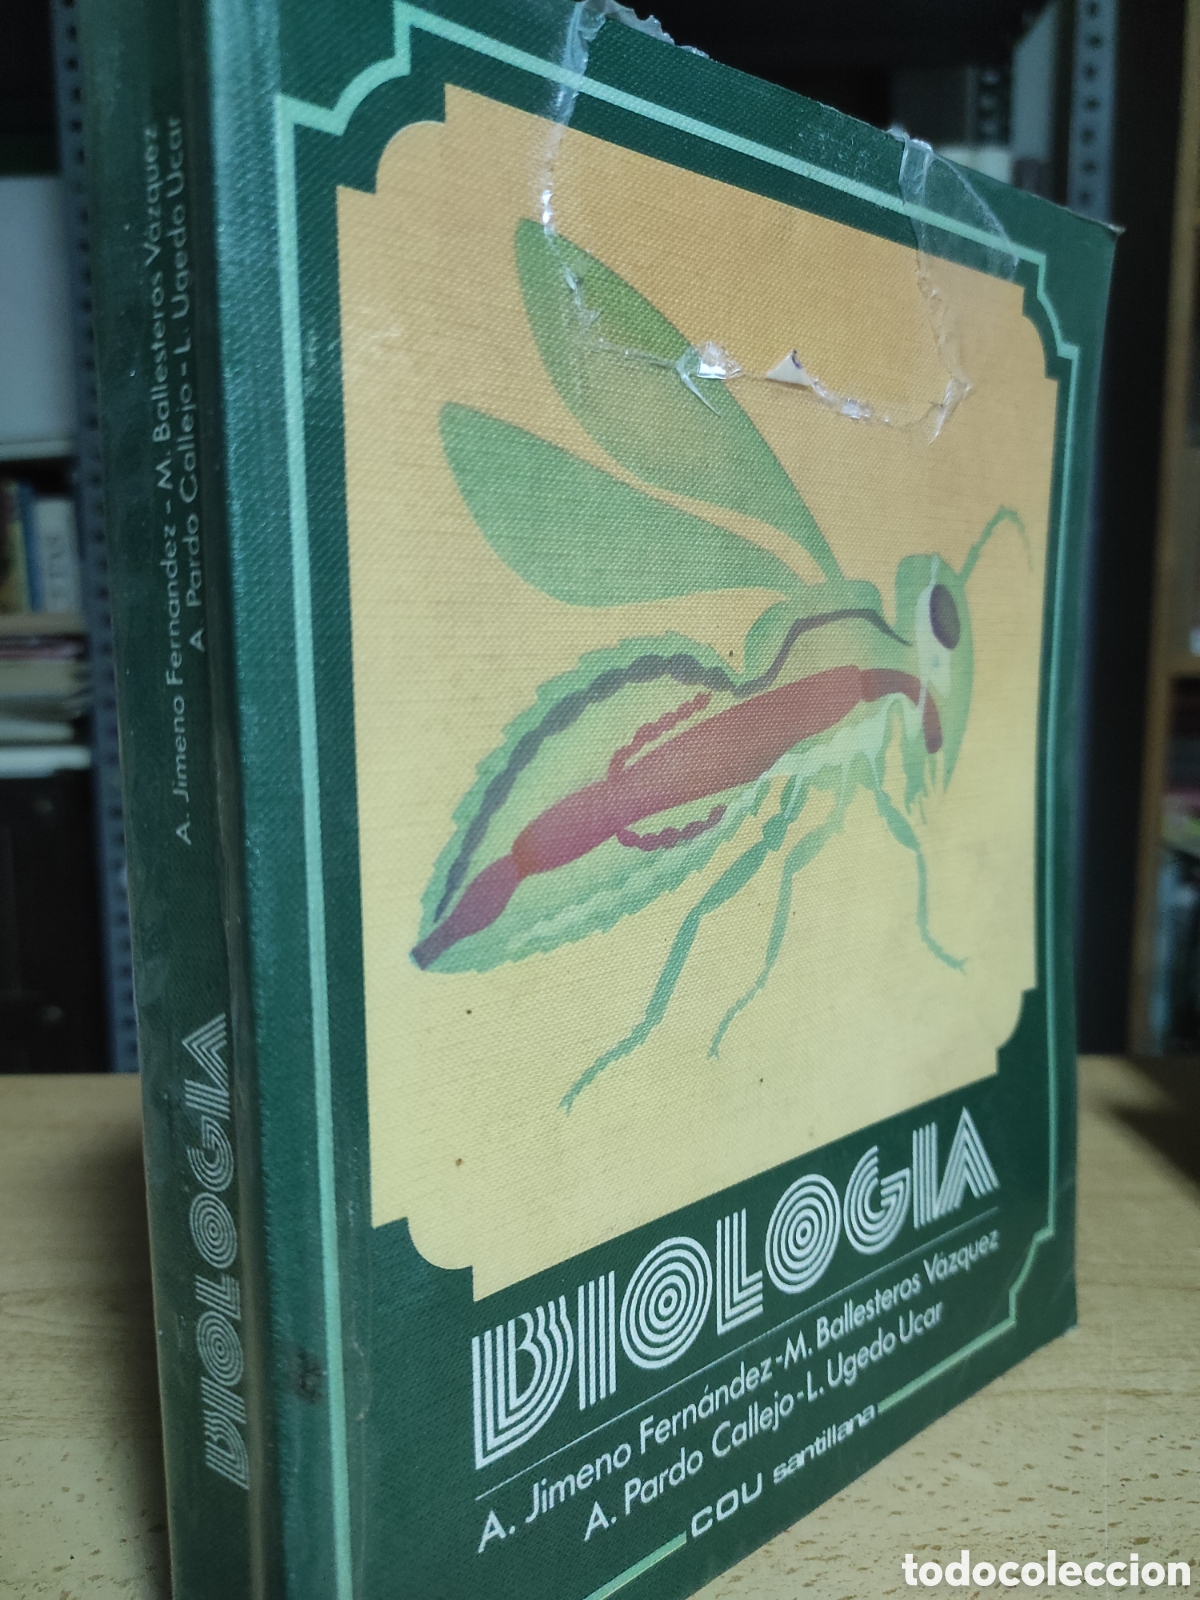 A. Jimeno Fernandez - M. Ballesteros Vázquez
A Pardo Callejo - L. Ugedo Ucar
BIOLOGIA
BIOLOGIA
A. Jimeno Fernández - M. Ballesteros Vázquez
A. Pardo Callejo - L. Ugedo Ucar
COU santillana
todocoleccion